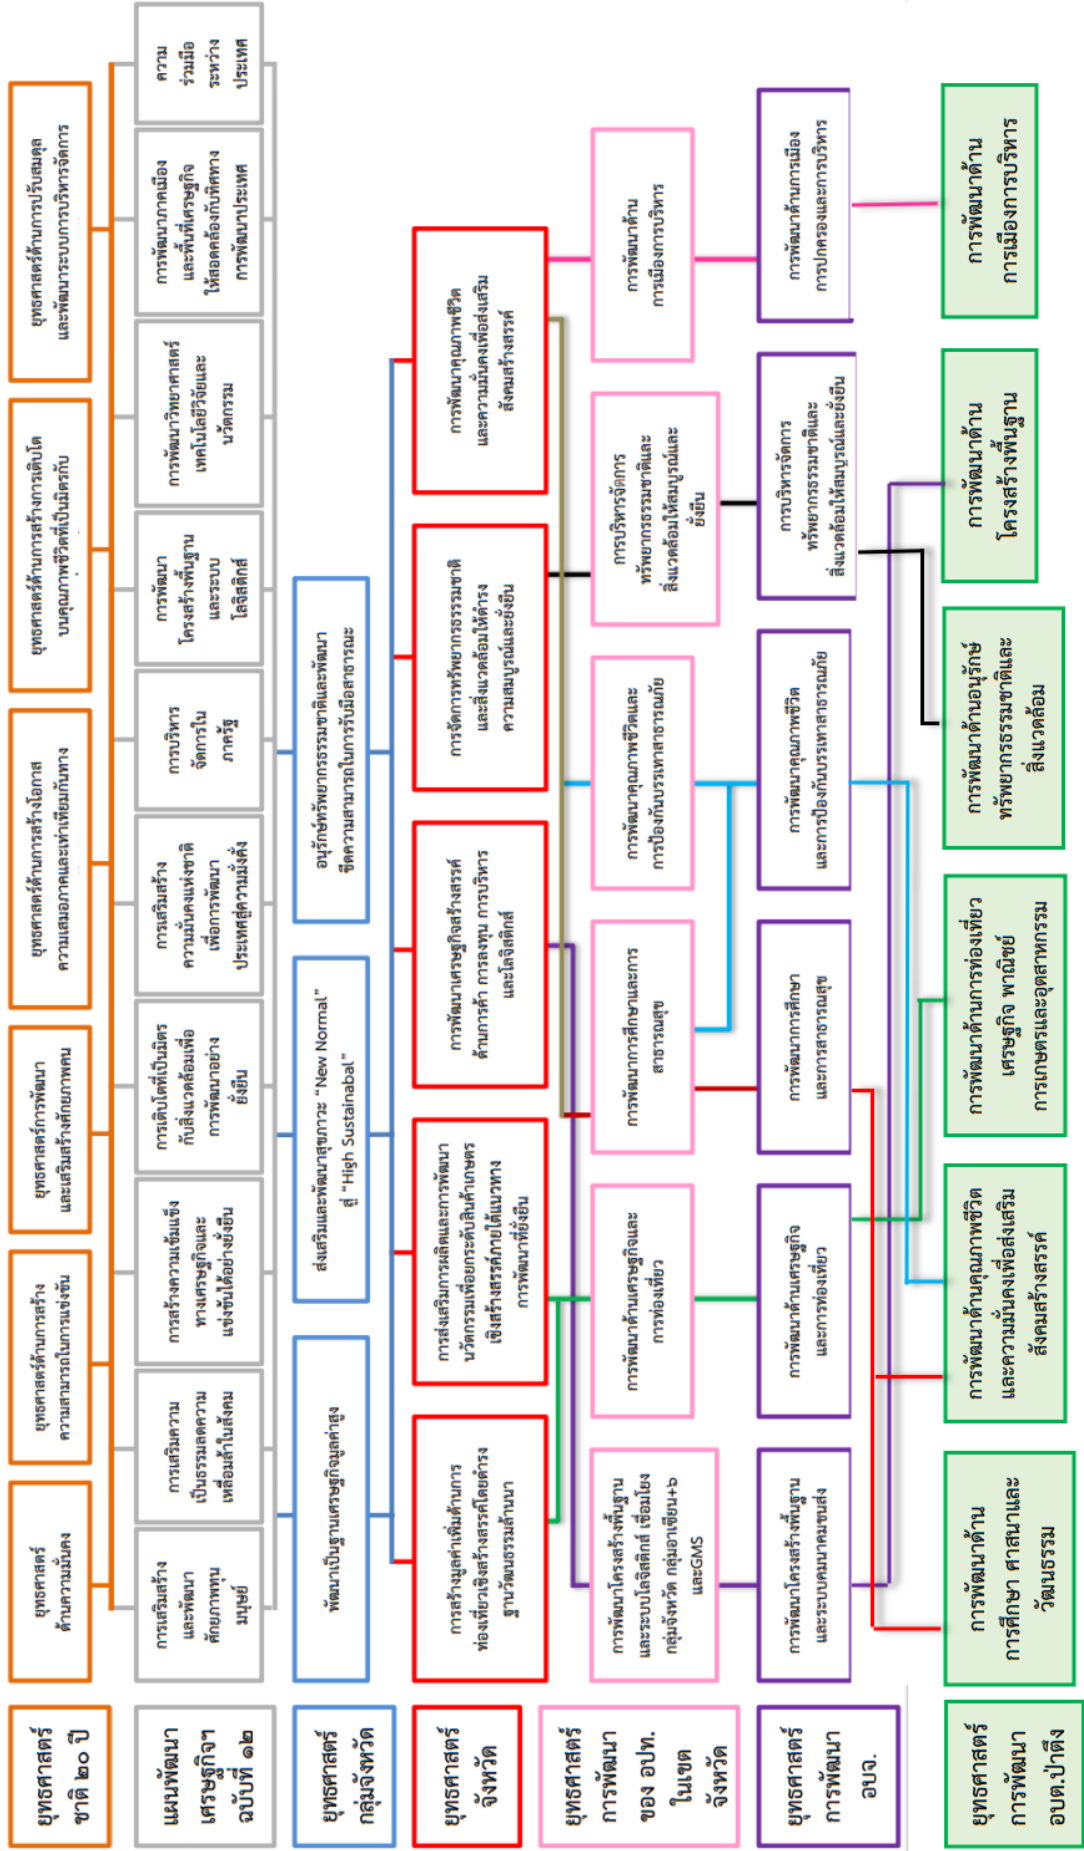 ยุทธศาสตร์
ชาติ ๒๐ ปี
ยุทธศาสตร์
ด้านความมั่นคง
ยุทธศาสตร์ด้านการสร้าง
ความสามารถในการแข่งขัน
ยุทธศาสตร์การพัฒนา
และเสริมสร้างศักยภาพคน
ยุทธศาสตร์ด้านการสร้างโอกาส
ความเสมอภาคและเท่าเทียมกันทาง
ยุทธศาสตร์ด้านการสร้างการเติบโต
บนคุณภาพชีวิตที่เป็นมิตรกับ
ยุทธศาสตร์ด้านการปรับสมดุล
และพัฒนาระบบการบริหารจัดการ
แผนพัฒนา
เศรษฐกิจฯ
ฉบับที่ ๑๒
การเสริมสร้าง
และพัฒนา
ศักยภาพทุน
มนุษย์
การเสริมความ
เป็นธรรมลดความ
เหลื่อมล้ำในสังคม
การสร้างความเข้มแข็ง
ทางเศรษฐกิจและ
แข่งขันได้อย่างยั่งยืน
การเติบโตที่เป็นมิตร
กับสิ่งแวดล้อมเพื่อ
การพัฒนาอย่าง
ยั่งยืน
การเสริมสร้าง
ความมั่นคงแห่งชาติ
เพื่อการพัฒนา
ประเทศสู่ความมั่งคั่ง
การบริหาร
จัดการใน
ภาครัฐ
การพัฒนา
โครงสร้างพื้นฐาน
และระบบ
โลจิสติกส์
การพัฒนาวิทยาศาสตร์
เทคโนโลยีวิจัยและ
นวัตกรรม
การพัฒนาภาคเมือง
และพื้นที่เศรษฐกิจ
ให้สอดคล้องกับทิศทาง
การพัฒนาประเทศ
ความ
ร่วมมือ
ระหว่าง
ประเทศ
ยุทธศาสตร์
กลุ่มจังหวัด
พัฒนาเป็นฐานเศรษฐกิจมูลค่าสูง
ส่งเสริมและพัฒนาสุขภาวะ "New Normal"
สู่ "High Sustainabal"
อนุรักษ์ทรัพยากรธรรมชาติและพัฒนา
ขีดความสามารถในการรับมือสาธารณะ
ยุทธศาสตร์
จังหวัด
การสร้างมูลค่าเพิ่มด้านการ
ท่องเที่ยวเชิงสร้างสรรค์โดยดำรง
ฐานวัฒนธรรมล้านนา
การส่งเสริมการผลิตและการพัฒนา
นวัตกรรมเพื่อยกระดับสินค้าเกษตร
เชิงสร้างสรรค์ภายใต้แนวทาง
การพัฒนาที่ยั่งยืน
การพัฒนาเศรษฐกิจสร้างสรรค์
ด้านการค้า การลงทุน การบริหาร
และโลจิสติกส์
การจัดการทรัพยากรธรรมชาติ
และสิ่งแวดล้อมให้ดำรง
ความสมบูรณ์และยั่งยืน
การพัฒนาคุณภาพชีวิต
และความมั่นคงเพื่อส่งเสริม
สังคมสร้างสรรค์
ยุทธศาสตร์
การพัฒนา
ของ อปท.
ในเขต
จังหวัด
การพัฒนาโครงสร้างพื้นฐาน
และระบบโลจิสติกส์ เชื่อมโยง
กลุ่มจังหวัด กลุ่มอาเซียน+๖
และGMS
การพัฒนาด้านเศรษฐกิจและ
การท่องเที่ยว
การพัฒนาการศึกษาและการ
สาธารณสุข
การพัฒนาคุณภาพชีวิตและ
การป้องกันบรรเทาสาธารณภัย
การบริหารจัดการ
ทรัพยากรธรรมชาติและ
สิ่งแวดล้อมให้สมบูรณ์และ
ยั่งยืน
การพัฒนาด้าน
การเมืองการบริหาร
ยุทธศาสตร์
การพัฒนา
อบจ.
การพัฒนาโครงสร้างพื้นฐาน
และระบบคมนาคมขนส่ง
การพัฒนาด้านเศรษฐกิจ
และการท่องเที่ยว
การพัฒนาการศึกษา
และการสาธารณสุข
การพัฒนาคุณภาพชีวิต
และการป้องกันบรรเทาสาธารณภัย
การบริหารจัดการ
ทรัพยากรธรรมชาติและ
สิ่งแวดล้อมให้สมบูรณ์และยั่งยืน
การพัฒนาด้านการเมือง
การปกครองและการบริหาร
ยุทธศาสตร์
การพัฒนา
อบต.ป่าตึง
การพัฒนาด้าน
การศึกษา ศาสนาและ
วัฒนธรรม
การพัฒนาด้านคุณภาพชีวิต
และความมั่นคงเพื่อส่งเสริม
สังคมสร้างสรรค์
การพัฒนาด้านการท่องเที่ยว
เศรษฐกิจ พาณิชย์
การเกษตรและอุตสาหกรรม
การพัฒนาด้านอนุรักษ์
ทรัพยากรธรรมชาติและ
สิ่งแวดล้อม
การพัฒนาด้าน
โครงสร้างพื้นฐาน
การพัฒนาด้าน
การเมืองการบริหาร